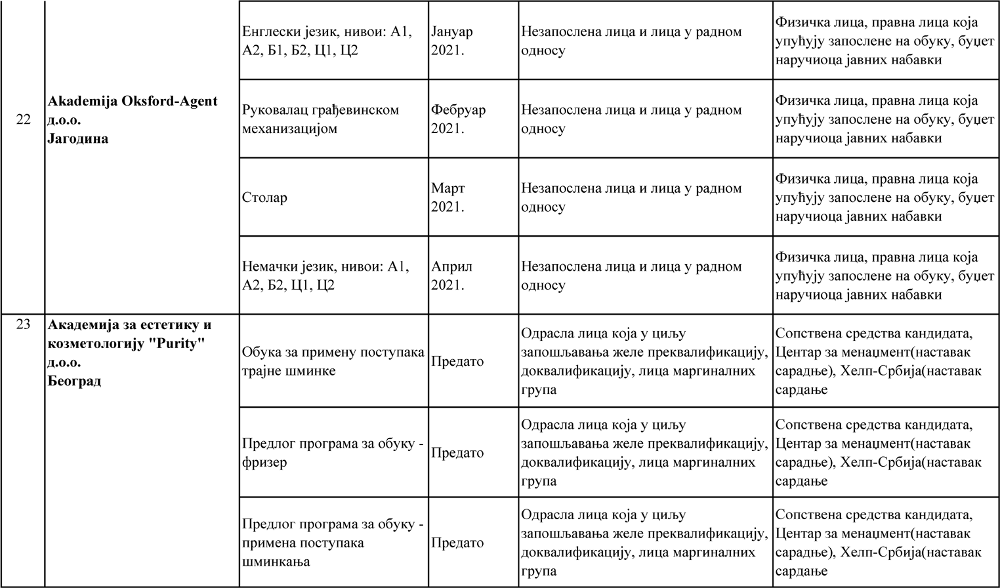 22
Akademija Oksford-Agent
д.о.о.
Јагодина
Енглески језик, нивои: А1,
А2, Б1, Б2, Ц1, Ц2
Јануар
2021.
Незапослена лица и лица у радном
односу
Физичка лица, правна лица која
упућују запослене на обуку, буџет
наручиоца јавних набавки
Руковалац грађевинском
механизацијом
Фебруар
2021.
Незапослена лица и лица у радном
односу
Физичка лица, правна лица која
упућују запослене на обуку, буџет
наручиоца јавних набавки
Столар
Март
2021.
Незапослена лица и лица у радном
односу
Физичка лица, правна лица која
упућују запослене на обуку, буџет
наручиоца јавних набавки
Немачки језик, нивои: А1,
А2, Б2, Ц1, Ц2
Април
2021.
Незапослена лица и лица у радном
односу
Физичка лица, правна лица која
упућују запослене на обуку, буџет
наручиоца јавних набавки
23
Академија за естетику и
козметологију "Purity"
д.о.о.
Београд
Обука за примену поступака
трајне шминке
Предато
Одрасла лица која у циљу
запошљавања желе преквалификацију,
доквалификацију, лица маргиналних
група
Сопствена средства кандидата,
Центар за менаџмент(наставак
сарадње), Хелп-Србија(наставак
сардање
Предлог програма за обуку -
фризер
Предато
Одрасла лица која у циљу
запошљавања желе преквалификацију,
доквалификацију, лица маргиналних
група
Сопствена средства кандидата,
Центар за менаџмент(наставак
сарадње), Хелп-Србија(наставак
сардање
Предлог програма за обуку -
примена поступака
шминкања
Предато
Одрасла лица која у циљу
запошљавања желе преквалификацију,
доквалификацију, лица маргиналних
група
Сопствена средства кандидата,
Центар за менаџмент(наставак
сарадње), Хелп-Србија(наставак
сардање